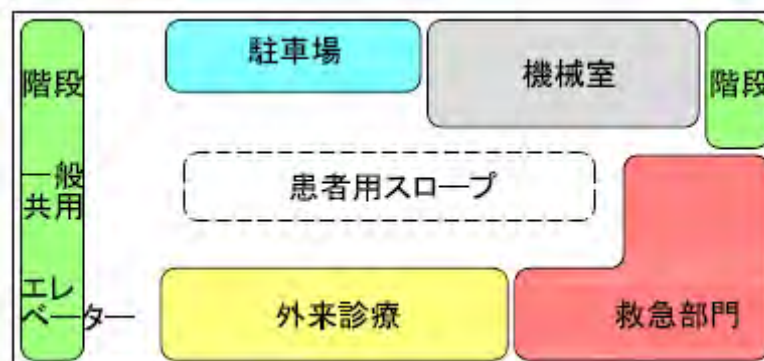 駐車場
機械室
階段
階段
一般
共用
患者用スロープ
エレ
ベーター
外来診療
救急部門